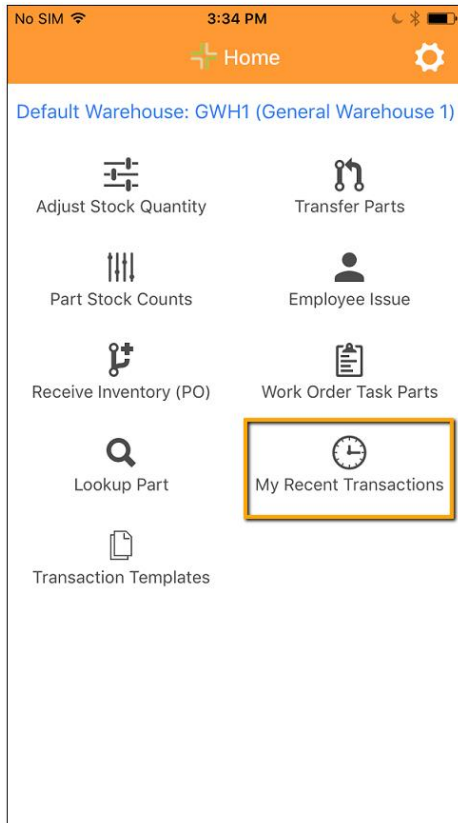 No SIM 3:34 PM
Home
Default Warehouse: GWH1 (General Warehouse 1)
Adjust Stock Quantity Transfer Parts
Part Stock Counts Employee Issue
Receive Inventory (PO) Work Order Task Parts
Lookup Part My Recent Transactions
Transaction Templates